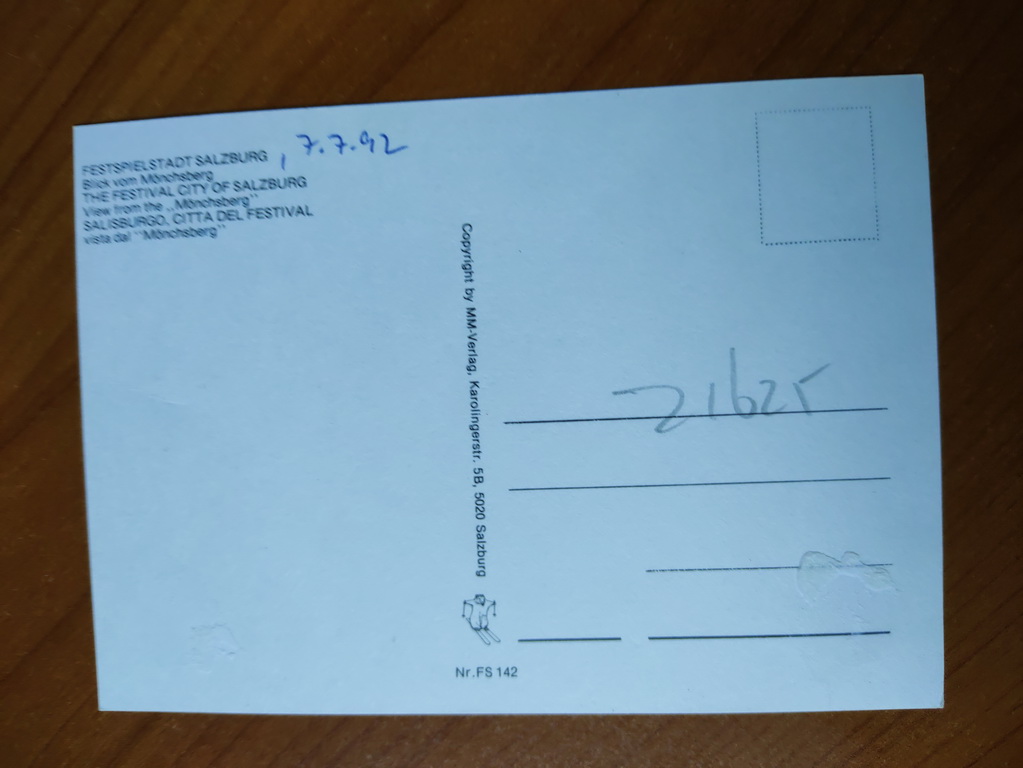 FESTSPIELSTADT SALZBURG , 7.7.92
Blick vom Mönchsberg
THE FESTIVAL CITY OF SALZBURG
View from the ,,Mönchsberg''
SALISBURGO, CITTA DEL FESTIVAL
vista dal ''Mönchsberg''
Copyright by MM-Verlag, Karolingerstr. 5B, 5020 Salzburg
21625
Nr.FS 142